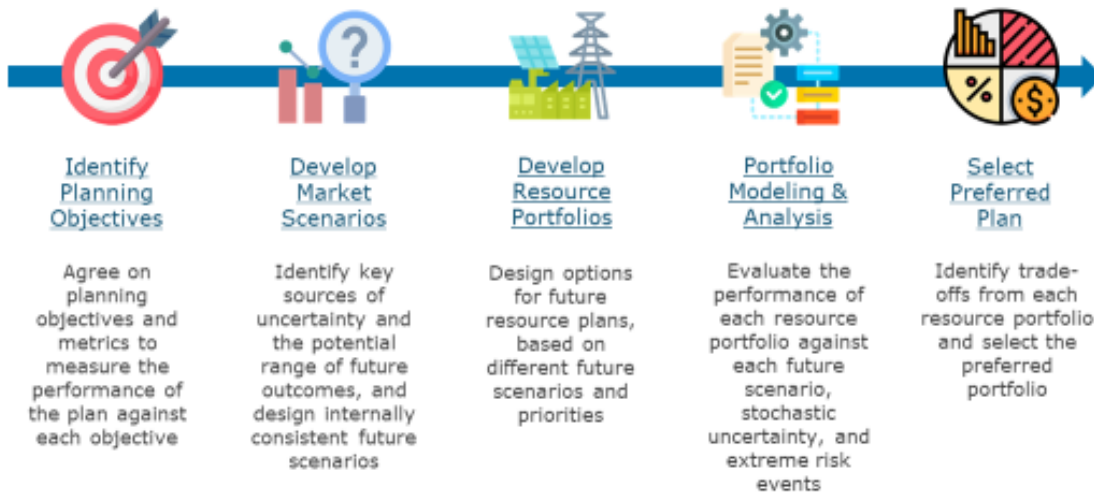 Identify
Planning
Objectives
Agree on
planning
objectives and
metrics to
measure the
performance of
the plan against
each objective
Develop
Market
Scenarios
Identify key
sources of
uncertainty and
the potential
range of future
outcomes, and
design internally
consistent future
scenarios
Develop
Resource
Portfolios
Design options
for future
resource plans,
based on
different future
scenarios and
priorities
Portfolio
Modeling &
Analysis
Evaluate the
performance of
each resource
portfolio against
each future
scenario,
stochastic
uncertainty, and
extreme risk
events
Select
Preferred
Plan
Identify trade-
offs from each
resource portfolio
and select the
preferred
portfolio
?
%
$